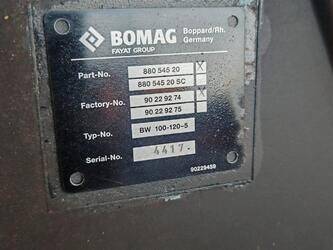 BOMAG
FAYAT GROUP
Boppard/Rh.
Germany
Part-No. 880 545 20 X
880 545 20 SC
Factory-No. 90 22 92 74 X
90 22 92 75
Typ-No. BW 100-120-5
Serial-No. 4417-
90229459